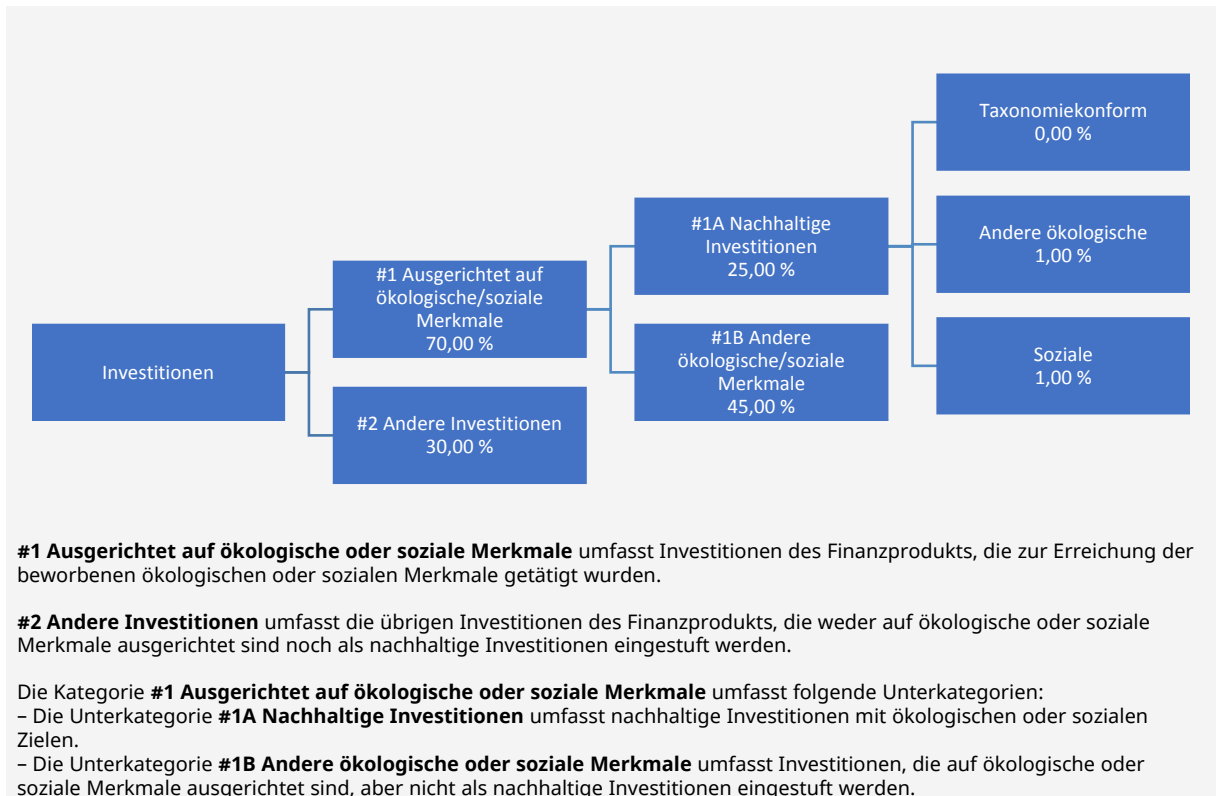 Taxonomiekonform
0,00 %
#1A Nachhaltige
Investitionen
25,00 %
Andere ökologische
1,00 %
#1 Ausgerichtet auf
ökologische/soziale
Merkmale
70,00 %
Investitionen
#1B Andere
ökologische/soziale
Merkmale
45,00 %
Soziale
1,00 %
#2 Andere Investitionen
30,00 %
#1 Ausgerichtet auf ökologische oder soziale Merkmale umfasst Investitionen des Finanzprodukts, die zur Erreichung der
beworbenen ökologischen oder sozialen Merkmale getätigt wurden.
#2 Andere Investitionen umfasst die übrigen Investitionen des Finanzprodukts, die weder auf ökologische oder soziale
Merkmale ausgerichtet sind noch als nachhaltige Investitionen eingestuft werden.
Die Kategorie #1 Ausgerichtet auf ökologische oder soziale Merkmale umfasst folgende Unterkategorien:
– Die Unterkategorie #1A Nachhaltige Investitionen umfasst nachhaltige Investitionen mit ökologischen oder sozialen
Zielen.
– Die Unterkategorie #1B Andere ökologische oder soziale Merkmale umfasst Investitionen, die auf ökologische oder
soziale Merkmale ausgerichtet sind, aber nicht als nachhaltige Investitionen eingestuft werden.